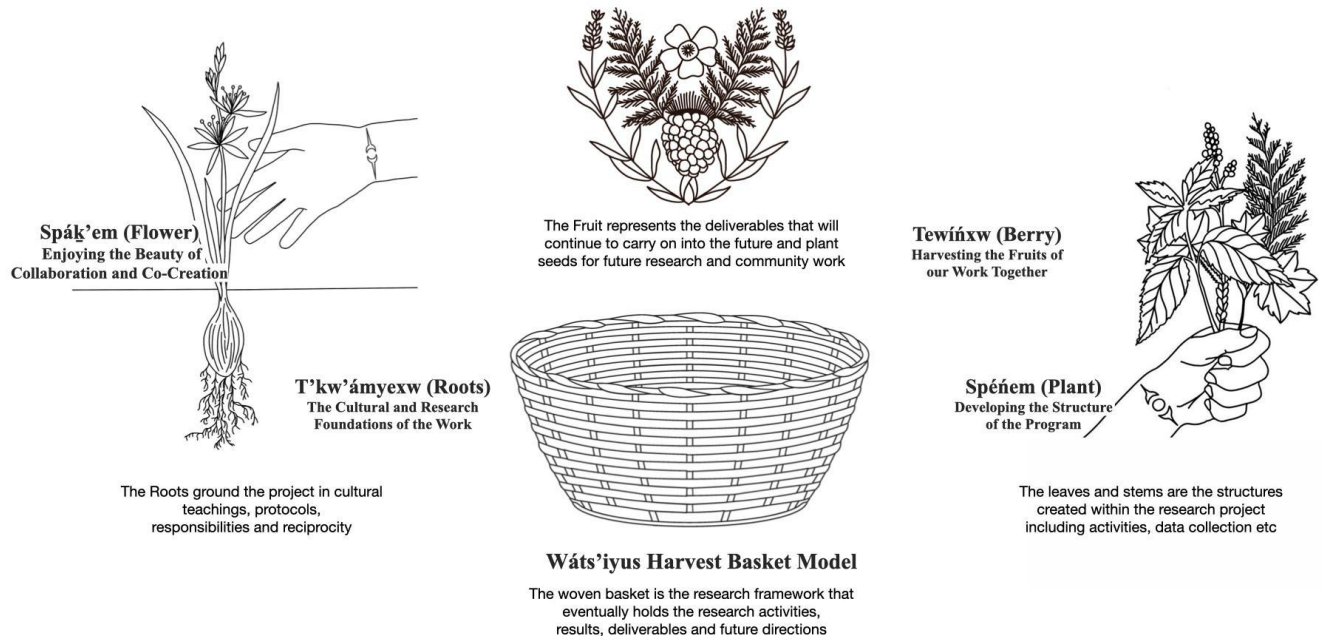 Spáḵ’em (Flower)
Enjoying the Beauty of
Collaboration and Co-Creation
T’kw’ámyexw (Roots)
The Cultural and Research
Foundations of the Work
The Roots ground the project in cultural
teachings, protocols,
responsibilities and reciprocity
The Fruit represents the deliverables that will
continue to carry on into the future and plant
seeds for future research and community work
Wáts’iyus Harvest Basket Model
The woven basket is the research framework that
eventually holds the research activities,
results, deliverables and future directions
Tewíńxw (Berry)
Harvesting the Fruits of
our Work Together
Spéńem (Plant)
Developing the Structure
of the Program
The leaves and stems are the structures
created within the research project
including activities, data collection etc